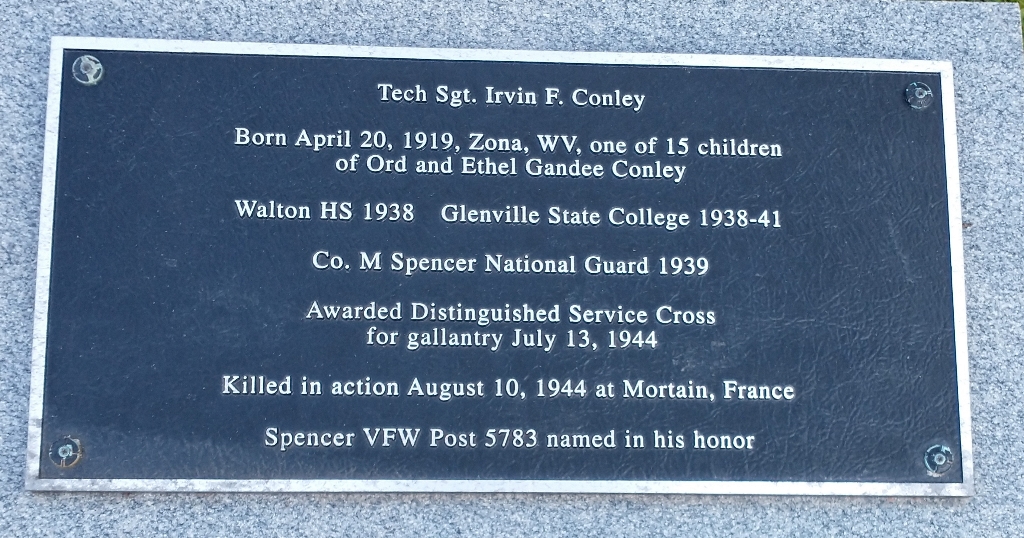 Tech Sgt. Irvin F. Conley
Born April 20, 1919, Zona, WV, one of 15 children
of Ord and Ethel Gandee Conley
Walton HS 1938 Glenville State College 1938-41
Co. M Spencer National Guard 1939
Awarded Distinguished Service Cross
for gallantry July 13, 1944
Killed in action August 10, 1944 at Mortain, France
Spencer VFW Post 5783 named in his honor